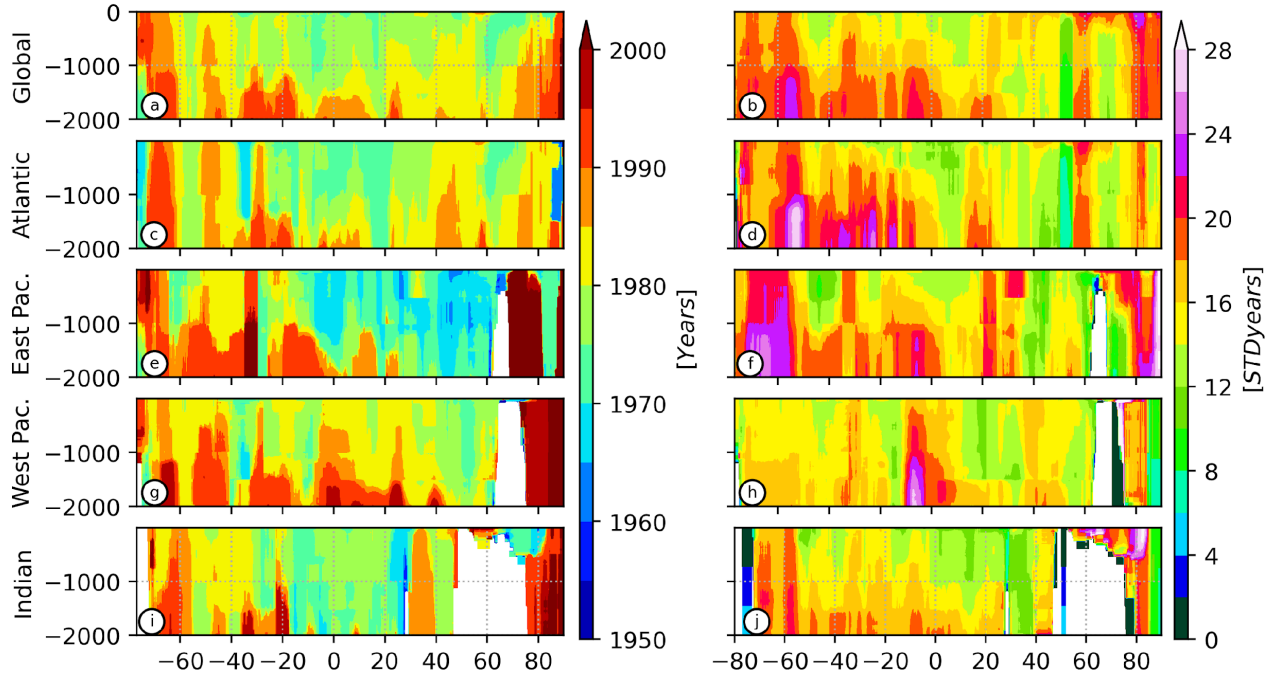 Global
0
−1000
−2000
a
b
Atlantic
−1000
−2000
c
d
East Pac.
−1000
−2000
e
f
West Pac.
−1000
−2000
g
h
Indian
−1000
−2000
i
j
−60 −40 −20 0 20 40 60 80
−80 −60 −40 −20 0 20 40 60 80
2000
1990
1980
1970
1960
1950
[Years]
28
24
20
16
12
8
4
0
[STDyears]